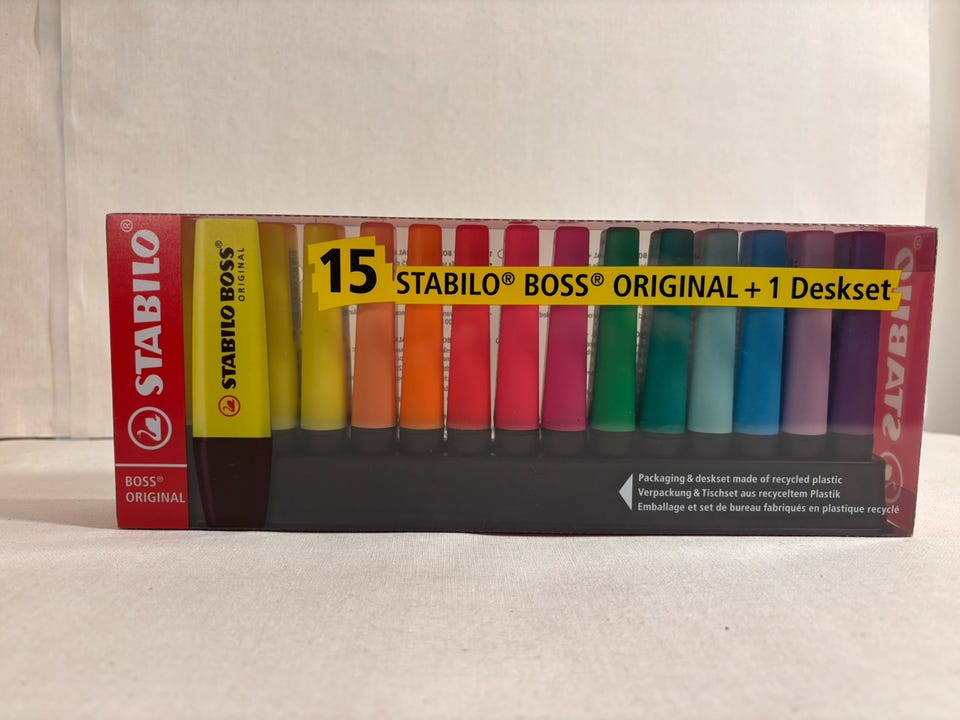 STABILO®
BOSS®
ORIGINAL
STABILO BOSS®
ORIGINAL
15 STABILO® BOSS® ORIGINAL + 1 Deskset
Packaging & deskset made of recycled plastic
Verpackung & Tischset aus recyceltem Plastik
Emballage et set de bureau fabriqués en plastique recyclé
STABILO®